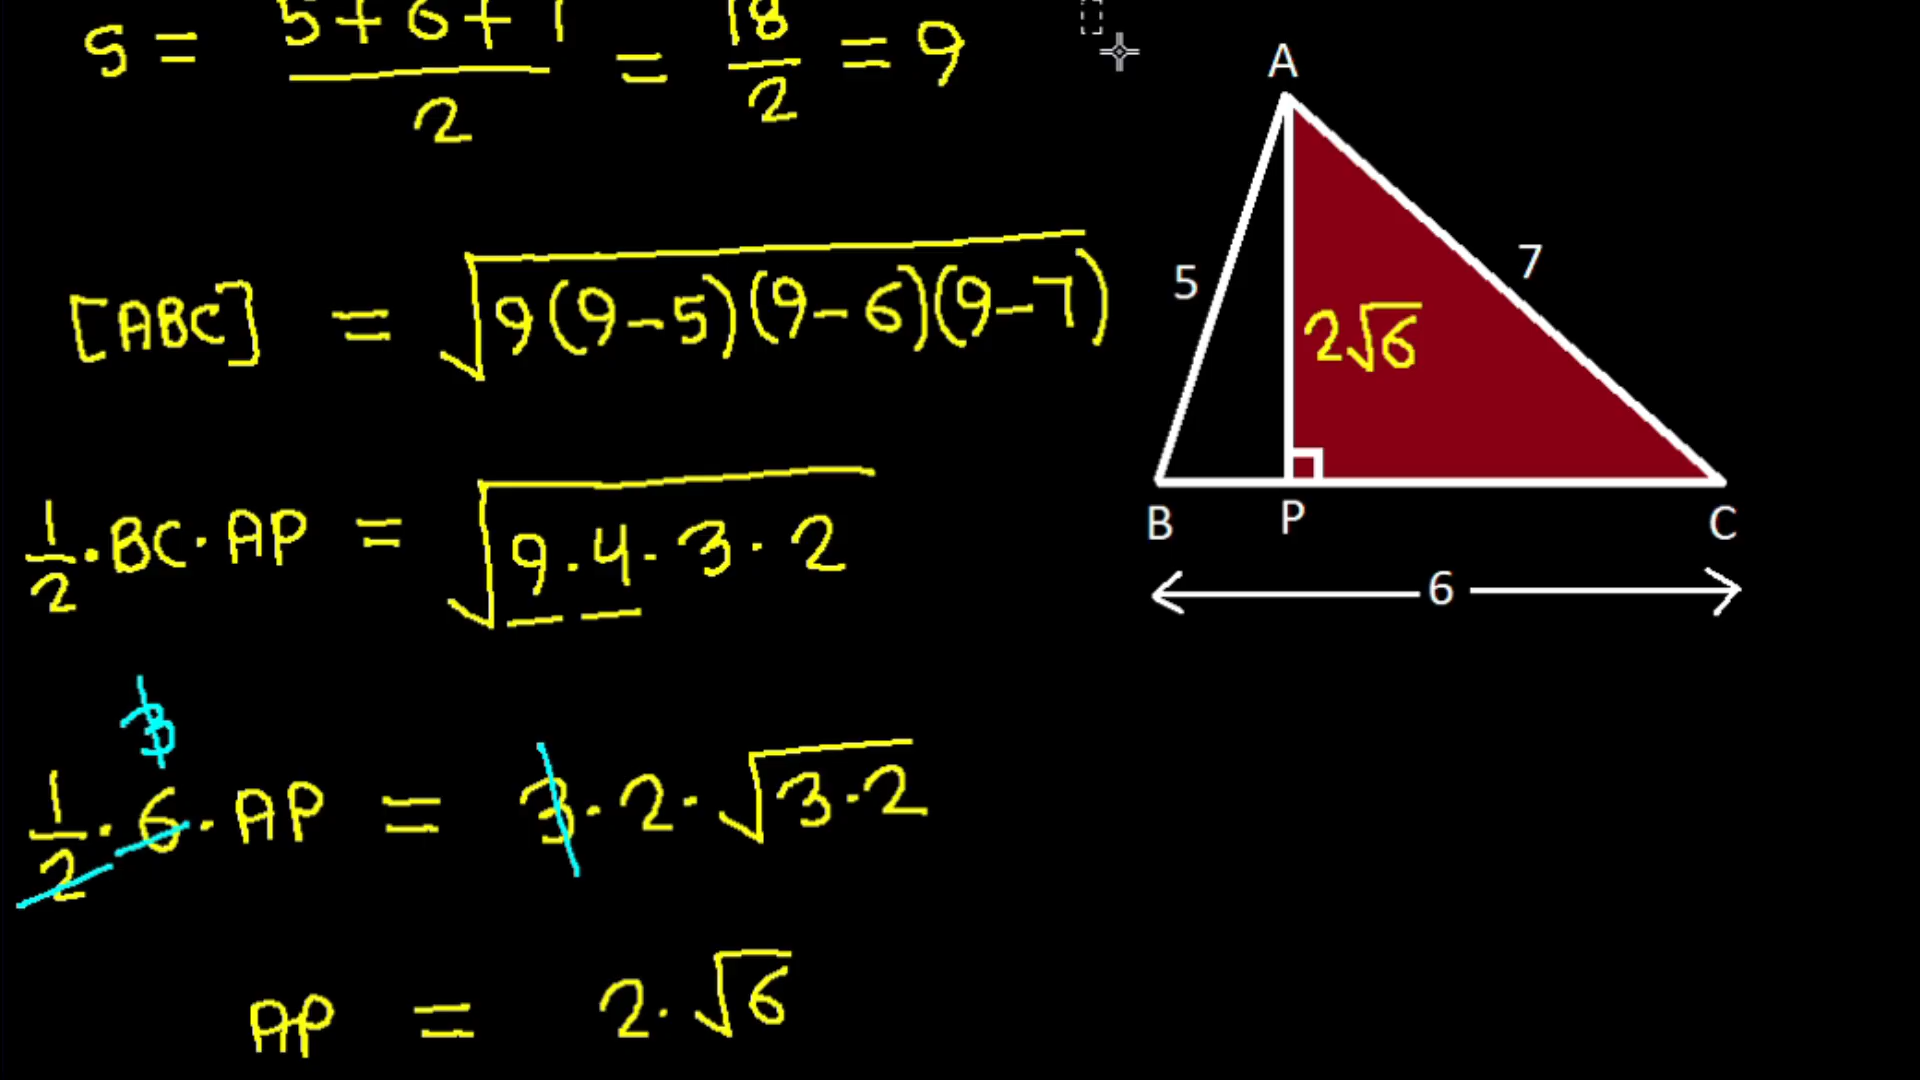 S = 5+6+7/2 = 18/2 = 9
[ABC] = √9(9-5)(9-6)(9-7)
1/2 · BC · AP = √9·4·3·2
3
1/2 · 6 · AP = 3 · 2 · √3·2
AP = 2·√6
A
5
7
2√6
B
P
C
6